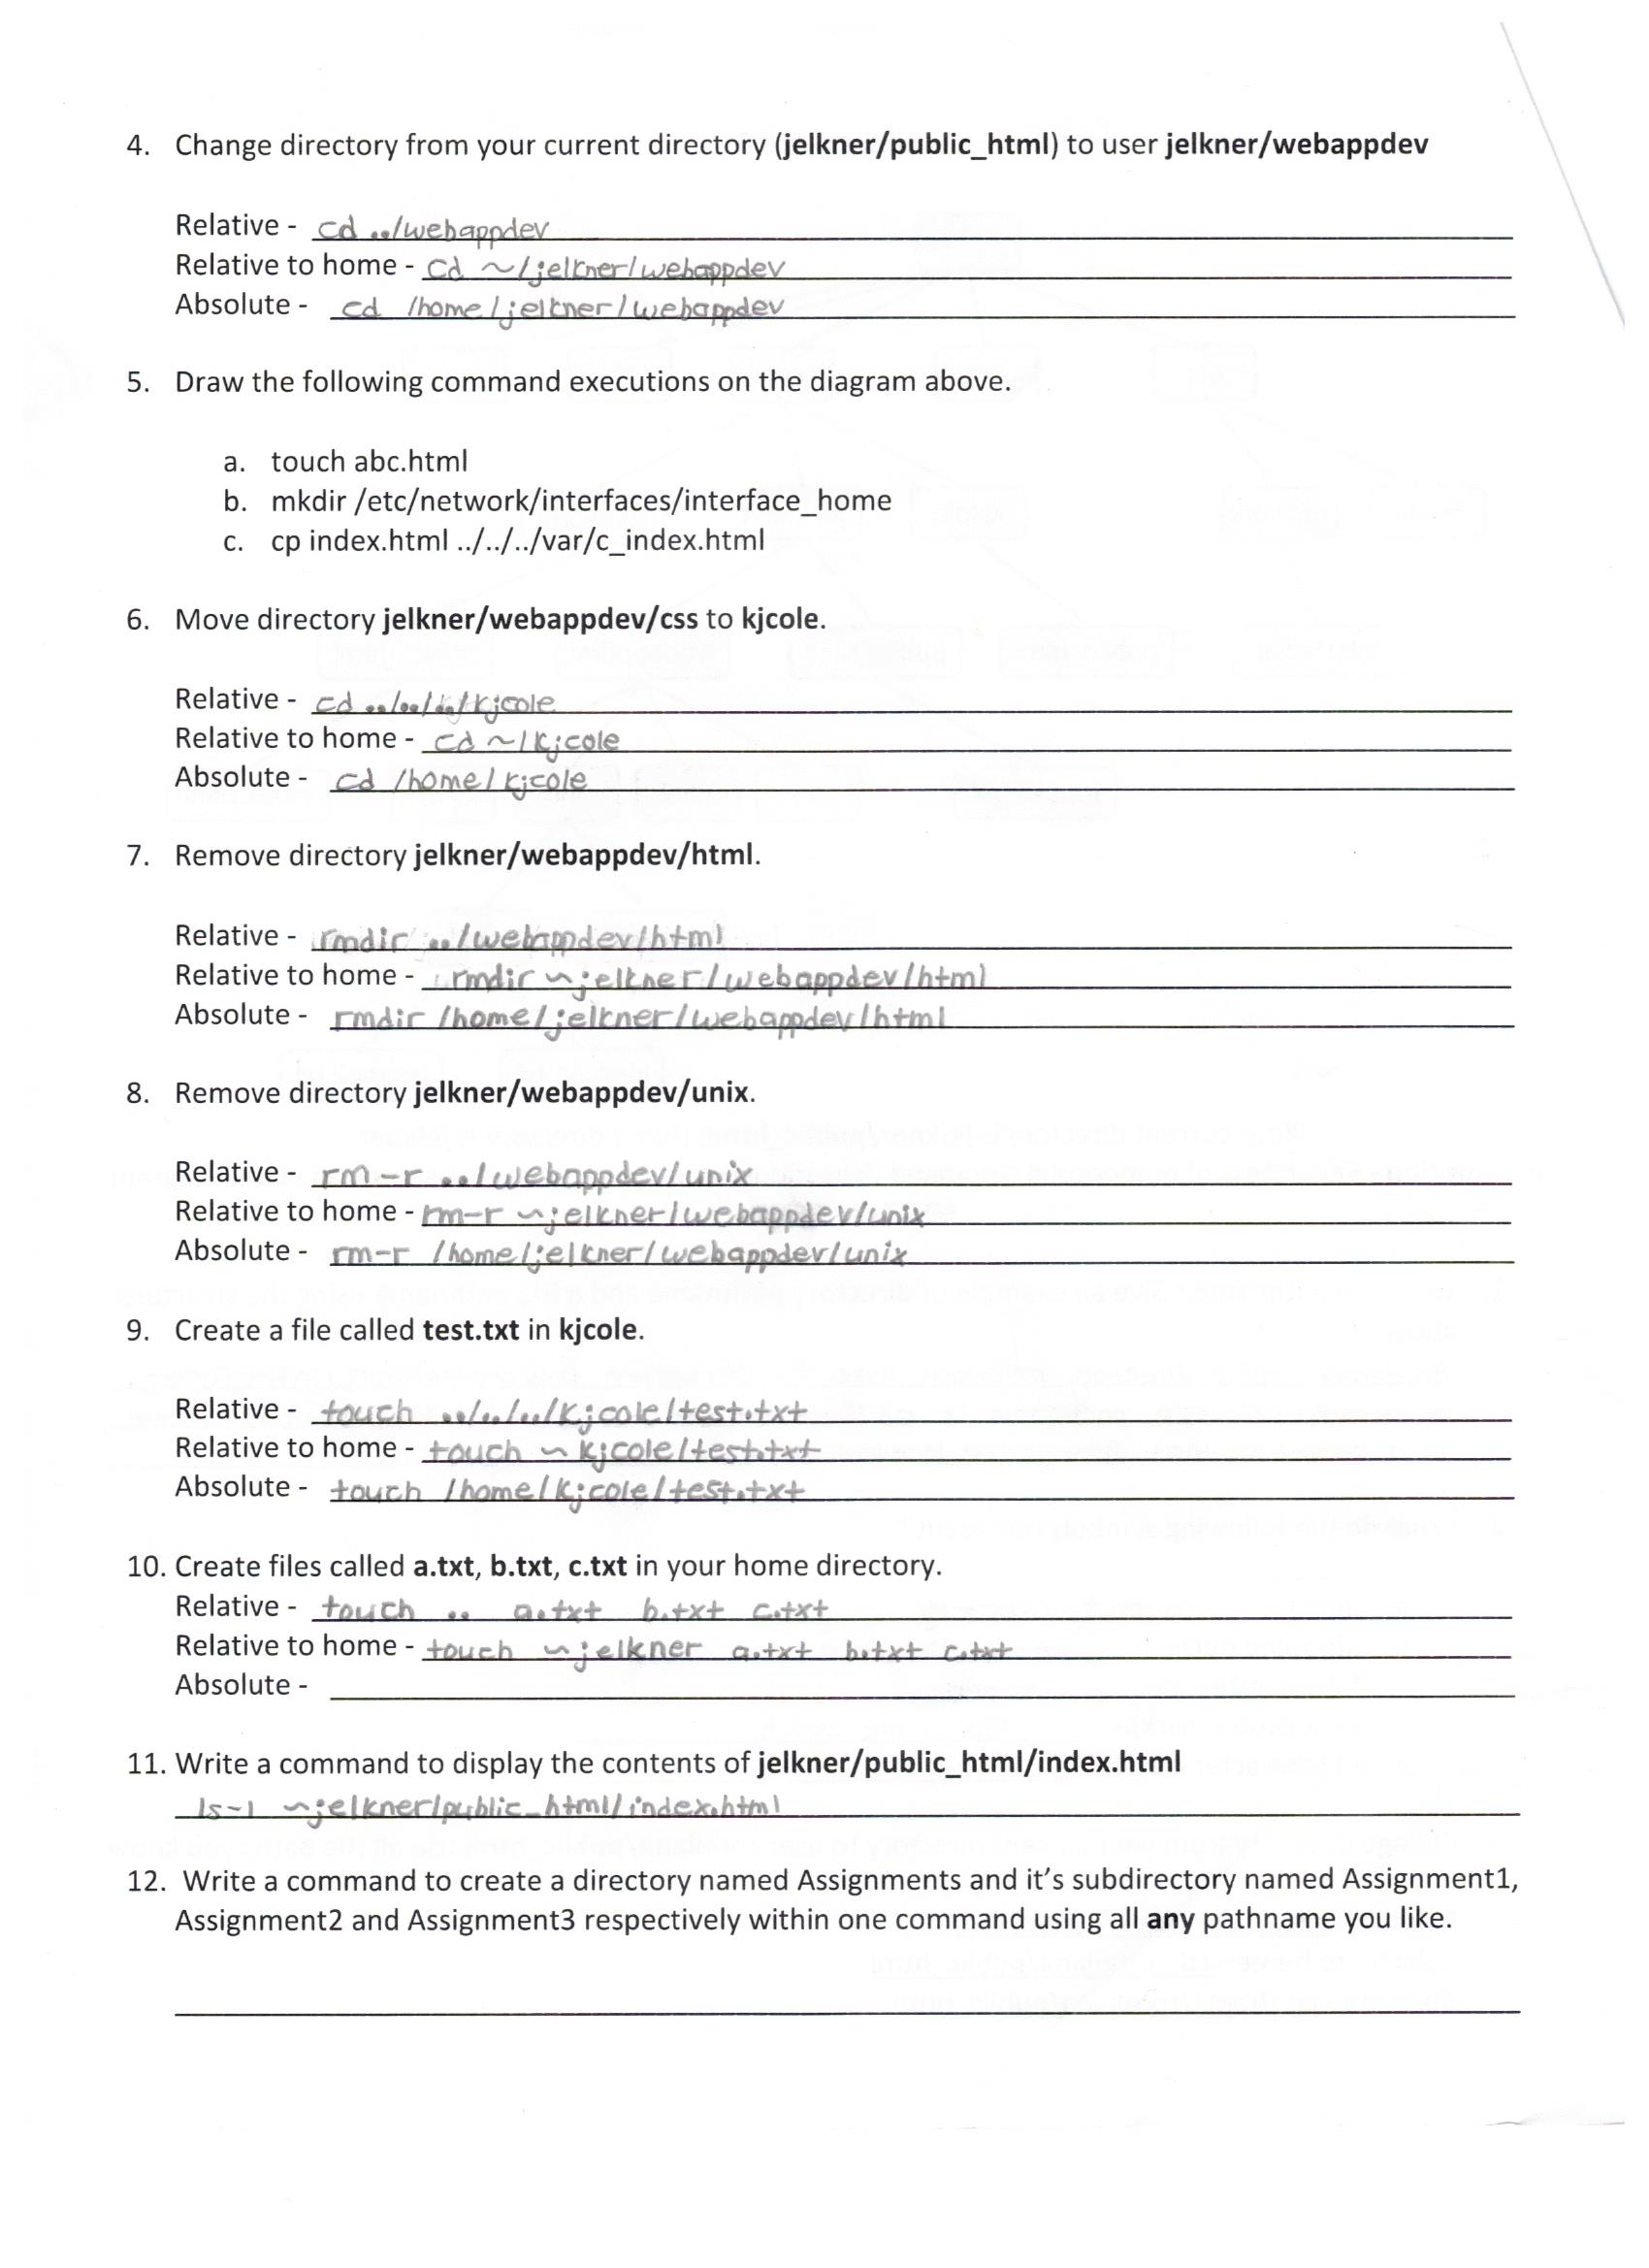 4. Change directory from your current directory (jelkner/public_html) to user jelkner/webappdev
Relative - cd ../webappdev
Relative to home - cd ~/jelkner/webappdev
Absolute - cd /home/jelkner/webappdev
5. Draw the following command executions on the diagram above.
a. touch abc.html
b. mkdir /etc/network/interfaces/interface_home
c. cp index.html ../../../var/c_index.html
6. Move directory jelkner/webappdev/css to kjcole.
Relative - cd ../../../kjcole
Relative to home - cd ~/kjcole
Absolute - cd /home/kjcole
7. Remove directory jelkner/webappdev/html.
Relative - rmdir ../webappdev/html
Relative to home - rmdir ~jelkner/webappdev/html
Absolute - rmdir /home/jelkner/webappdev/html
8. Remove directory jelkner/webappdev/unix.
Relative - rm -r ../webappdev/unix
Relative to home - rm-r ~jelkner/webappdev/unix
Absolute - rm-r /home/jelkner/webappdev/unix
9. Create a file called test.txt in kjcole.
Relative - touch ../../../kjcole/test.txt
Relative to home - touch ~kjcole/test.txt
Absolute - touch /home/kjcole/test.txt
10. Create files called a.txt, b.txt, c.txt in your home directory.
Relative - touch .. a.txt b.txt c.txt
Relative to home - touch ~jelkner a.txt b.txt c.txt
Absolute -
11. Write a command to display the contents of jelkner/public_html/index.html
ls-l ~jelkner/public_html/index.html
12. Write a command to create a directory named Assignments and it's subdirectory named Assignment1,
Assignment2 and Assignment3 respectively within one command using all any pathname you like.